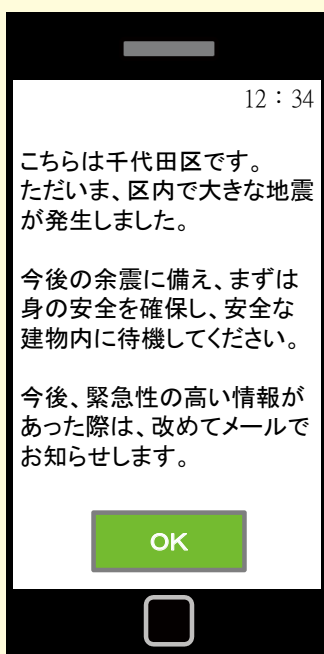 12：34
こちらは千代田区です。
ただいま、区内で大きな地震
が発生しました。
今後の余震に備え、まずは
身の安全を確保し、安全な
建物内に待機してください。
今後、緊急性の高い情報が
あった際は、改めてメールで
お知らせします。
OK